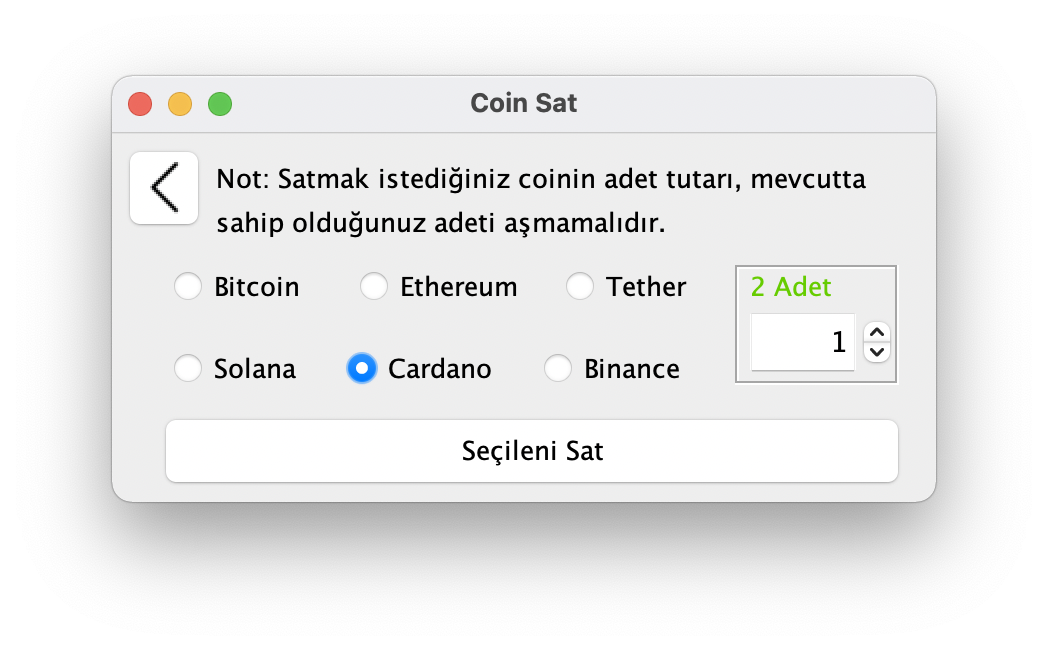 Coin Sat
Not: Satmak istediğiniz coinin adet tutarı, mevcutta
sahip olduğunuz adeti aşmamalıdır.
Bitcoin Ethereum Tether 2 Adet
1
Solana Cardano Binance
Seçileni Sat